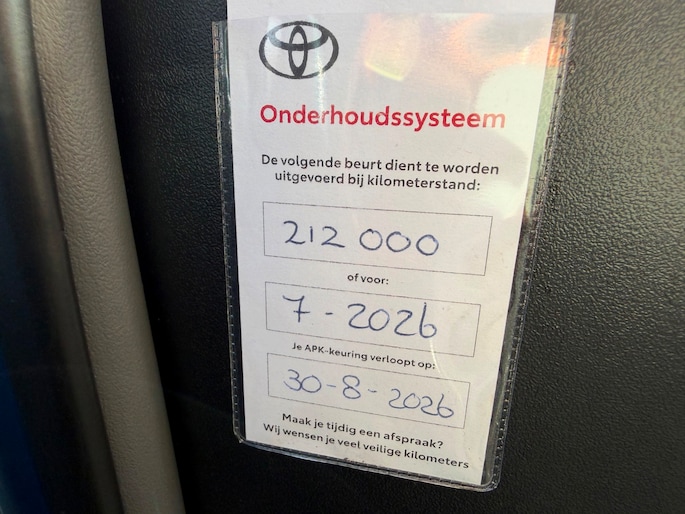 Onderhoudssysteem
De volgende beurt dient te worden
uitgevoerd bij kilometerstand:
212 000
of voor:
7 - 2026
Je APK-keuring verloopt op:
30-8-2026
Maak je tijdig een afspraak?
Wij wensen je veel veilige kilometers